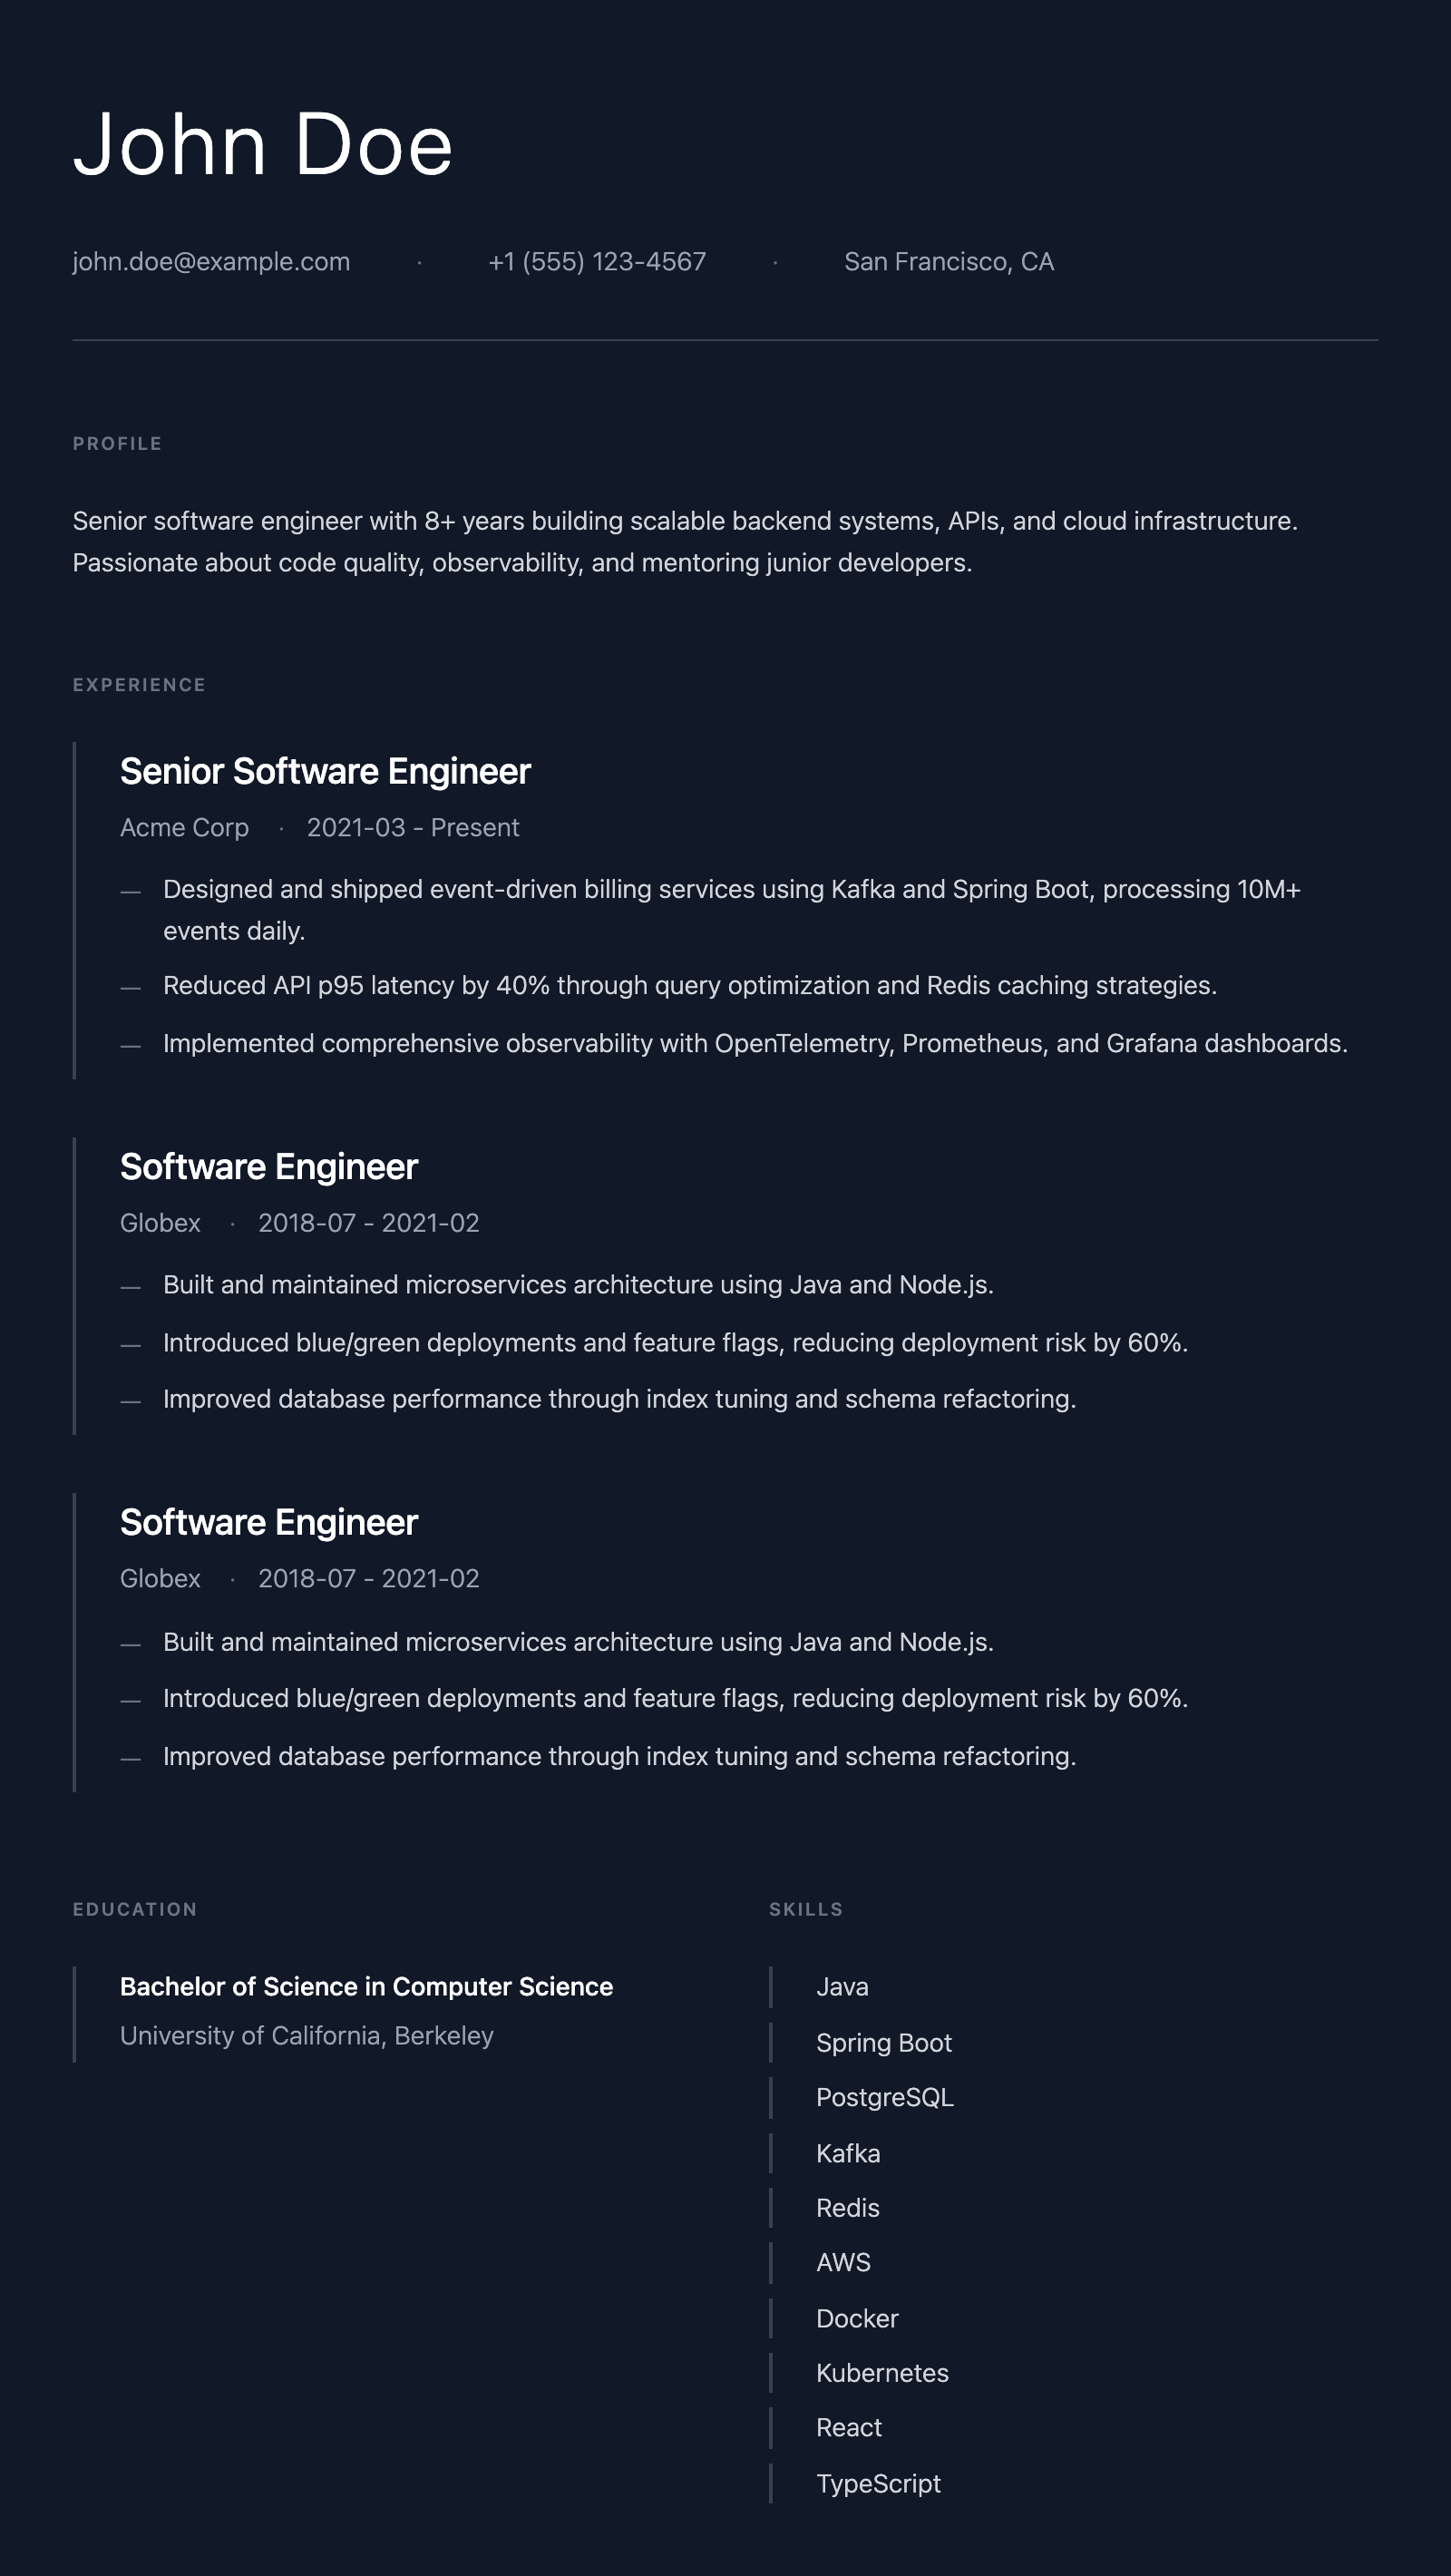 John Doe
john.doe@example.com · +1 (555) 123-4567 · San Francisco, CA
PROFILE
Senior software engineer with 8+ years building scalable backend systems, APIs, and cloud infrastructure.
Passionate about code quality, observability, and mentoring junior developers.
EXPERIENCE
Senior Software Engineer
Acme Corp · 2021-03 - Present
— Designed and shipped event-driven billing services using Kafka and Spring Boot, processing 10M+
events daily.
— Reduced API p95 latency by 40% through query optimization and Redis caching strategies.
— Implemented comprehensive observability with OpenTelemetry, Prometheus, and Grafana dashboards.
Software Engineer
Globex · 2018-07 - 2021-02
— Built and maintained microservices architecture using Java and Node.js.
— Introduced blue/green deployments and feature flags, reducing deployment risk by 60%.
— Improved database performance through index tuning and schema refactoring.
Software Engineer
Globex · 2018-07 - 2021-02
— Built and maintained microservices architecture using Java and Node.js.
— Introduced blue/green deployments and feature flags, reducing deployment risk by 60%.
— Improved database performance through index tuning and schema refactoring.
EDUCATION
Bachelor of Science in Computer Science
University of California, Berkeley
SKILLS
Java
Spring Boot
PostgreSQL
Kafka
Redis
AWS
Docker
Kubernetes
React
TypeScript